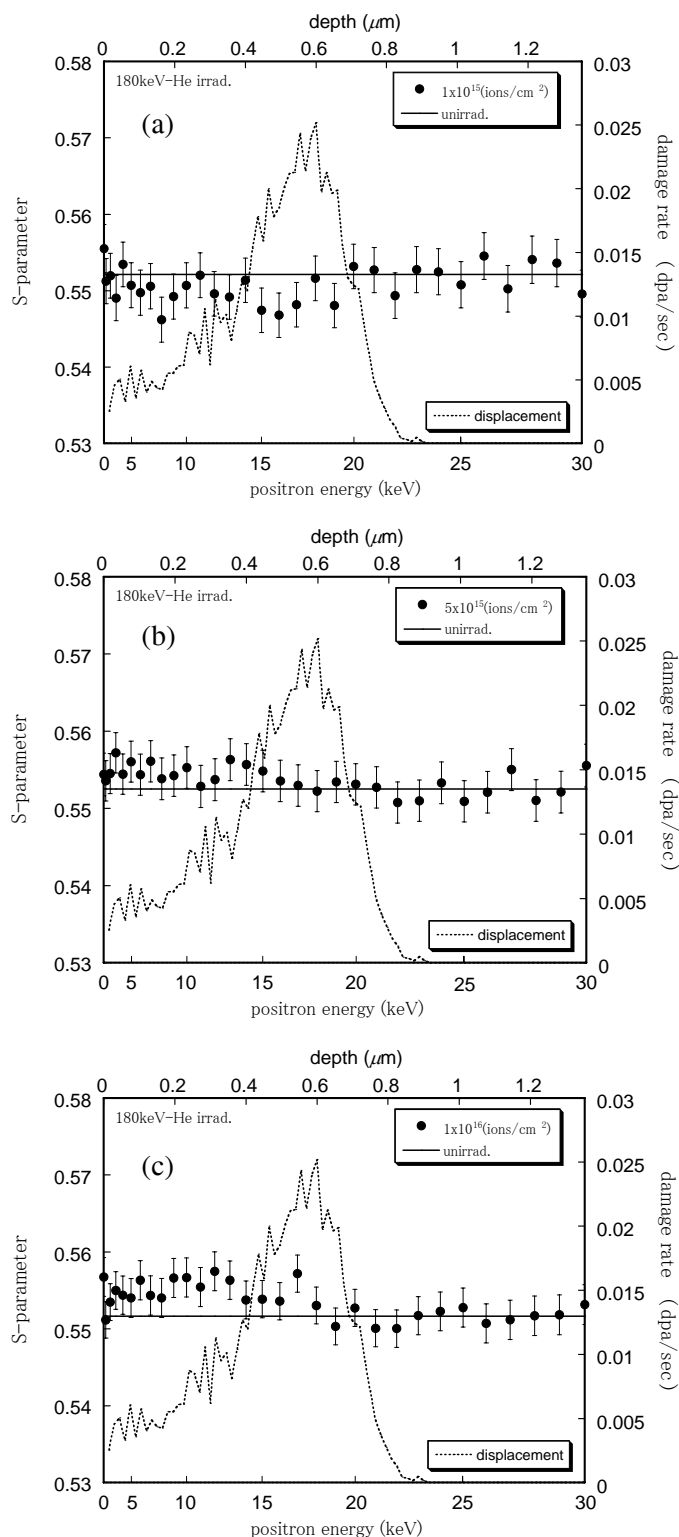 depth (μm)
0 0.2 0.4 0.6 0.8 1 1.2
0.58 0.03
180keV-He irrad.
1x10¹⁵(ions/cm ²)
unirrad.
(a)
0.57 0.025
0.56 0.02
0.015
0.55
0.01
0.54
0.005
displacement
0.53 0
S-parameter
damage rate (dpa/sec)
0 5 10 15 20 25 30
positron energy (keV)
depth (μm)
0 0.2 0.4 0.6 0.8 1 1.2
0.58 0.03
180keV-He irrad.
5x10¹⁵(ions/cm ²)
unirrad.
(b)
0.57 0.025
0.56 0.02
0.015
0.55
0.01
0.54
0.005
displacement
0.53 0
S-parameter
damage rate (dpa/sec)
0 5 10 15 20 25 30
positron energy (keV)
depth (μm)
0 0.2 0.4 0.6 0.8 1 1.2
0.58 0.03
180keV-He irrad.
1x10¹⁶(ions/cm ²)
unirrad.
(c)
0.57 0.025
0.56 0.02
0.015
0.55
0.01
0.54
0.005
displacement
0.53 0
S-parameter
damage rate (dpa/sec)
0 5 10 15 20 25 30
positron energy (keV)